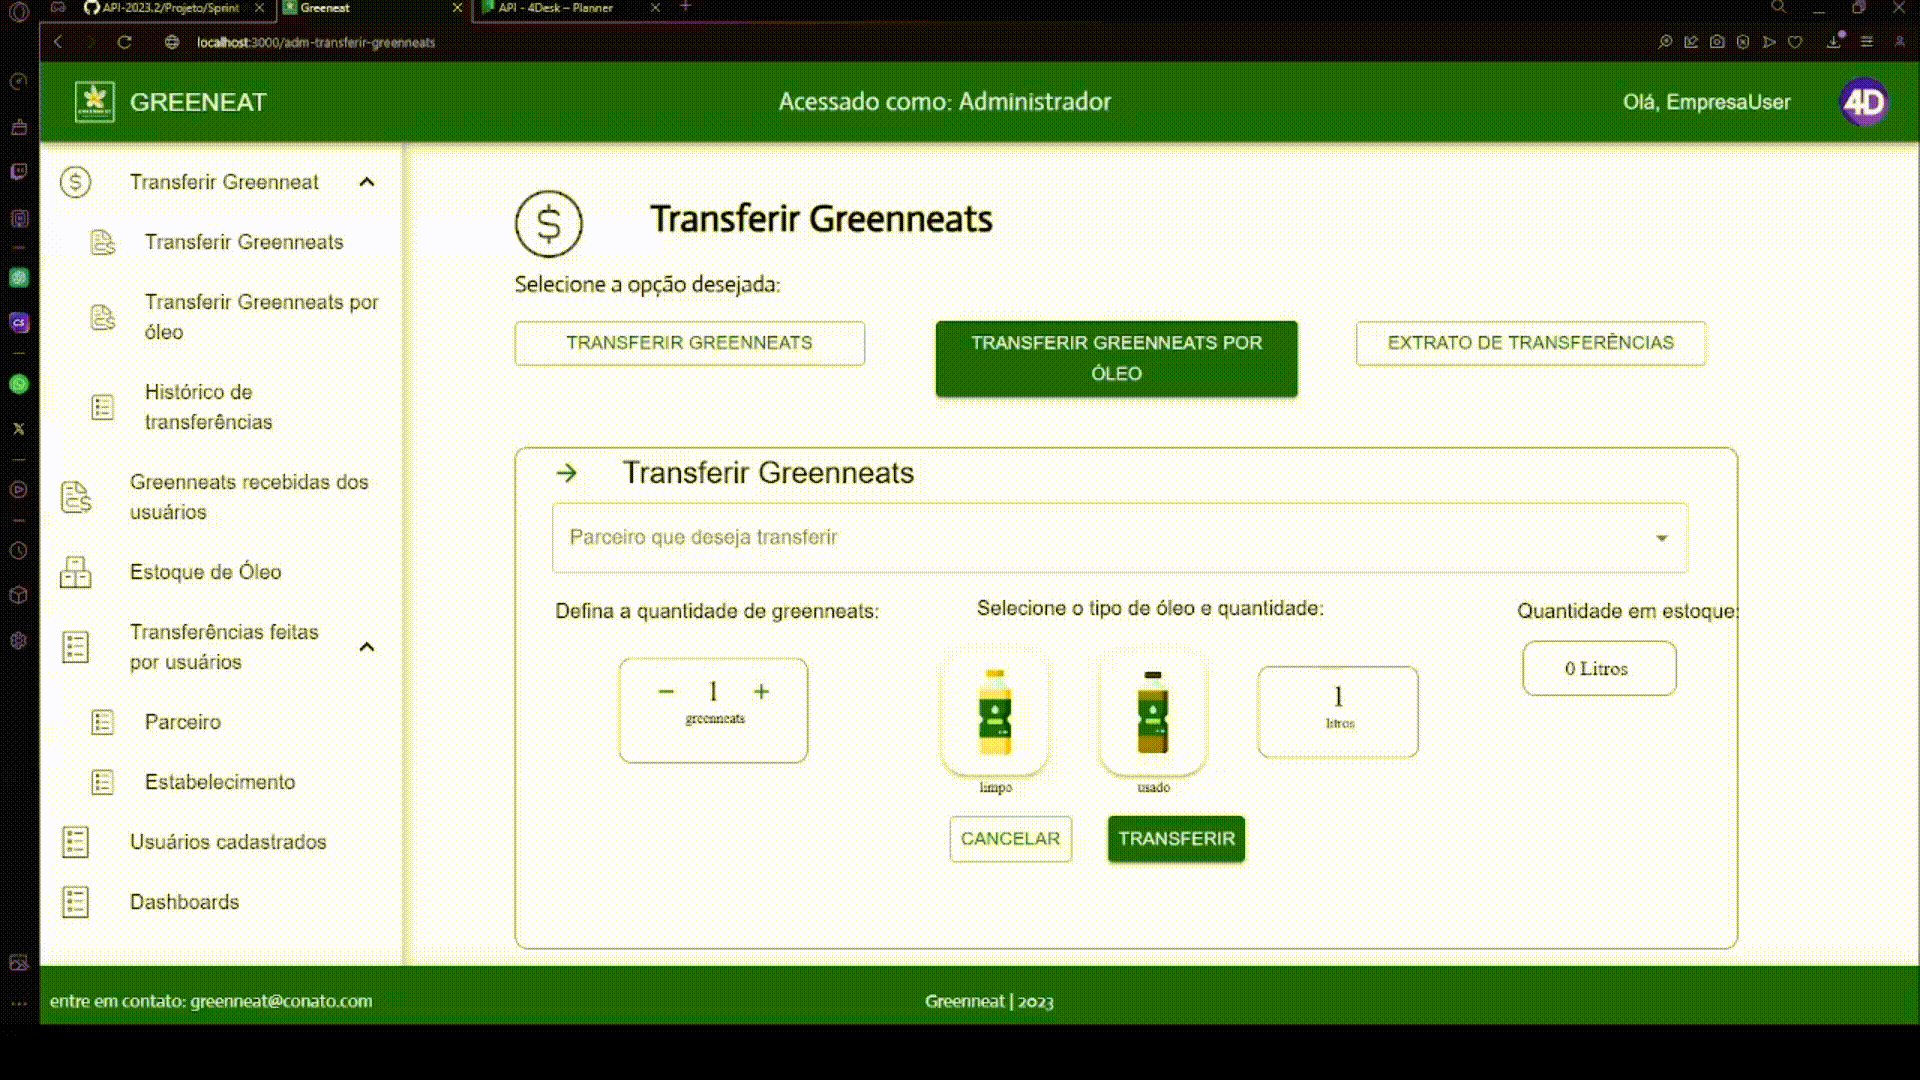 API-2023.2/Projeto/Sprint
Greeneat
API - 4Desk – Planner
localhost:3000/adm-transferir-greenneats
GREENEAT
Acessado como: Administrador
Olá, EmpresaUser
4D
Transferir Greenneat
Transferir Greenneats
Transferir Greenneats por
óleo
Histórico de
transferências
Greenneats recebidas dos
usuários
Estoque de Óleo
Transferências feitas
por usuários
Parceiro
Estabelecimento
Usuários cadastrados
Dashboards
Transferir Greenneats
Selecione a opção desejada:
TRANSFERIR GREENNEATS
TRANSFERIR GREENNEATS POR
ÓLEO
EXTRATO DE TRANSFERÊNCIAS
Transferir Greenneats
Parceiro que deseja transferir
Defina a quantidade de greenneats:
Selecione o tipo de óleo e quantidade:
Quantidade em estoque:
− 1 +
greenneats
limpo
usado
1
litros
0 Litros
CANCELAR
TRANSFERIR
entre em contato: greenneat@conato.com
Greenneat | 2023